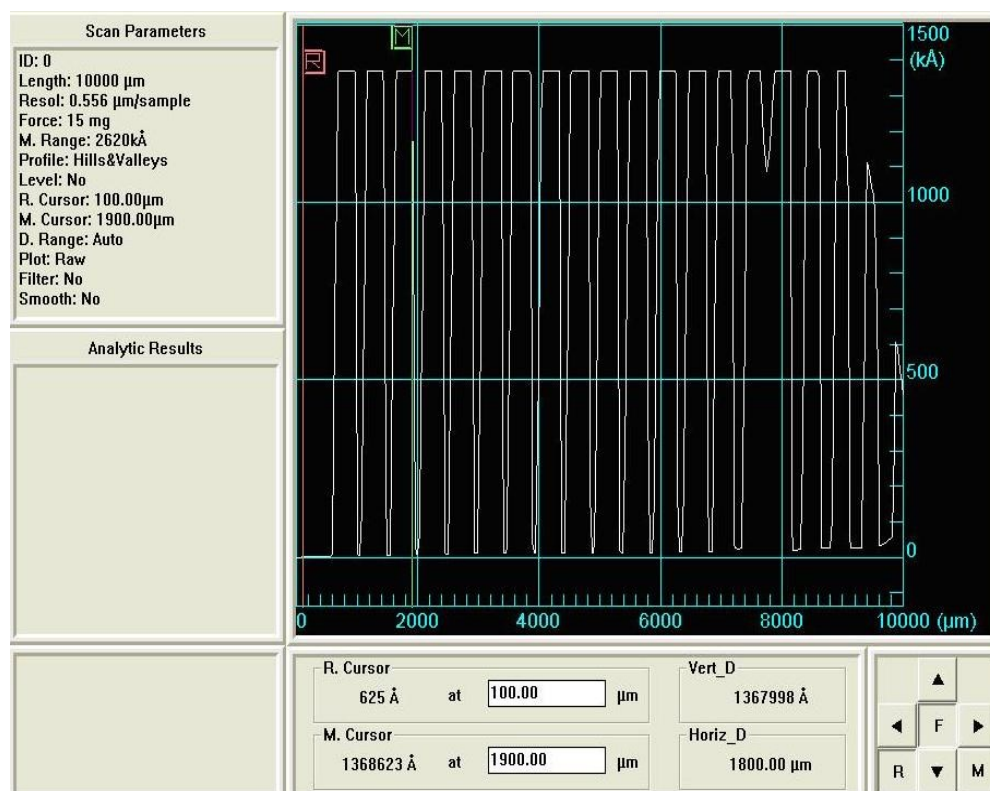 Scan Parameters
ID: 0
Length: 10000 µm
Resol: 0.556 µm/sample
Force: 15 mg
M. Range: 2620kÅ
Profile: Hills&Valleys
Level: No
R. Cursor: 100.00µm
M. Cursor: 1900.00µm
D. Range: Auto
Plot: Raw
Filter: No
Smooth: No
Analytic Results
R
M
1500
(kÅ)
1000
500
0
0 2000 4000 6000 8000 10000 (µm)
R. Cursor
625 Å at 100.00 µm
M. Cursor
1368623 Å at 1900.00 µm
Vert_D
1367998 Å
Horiz_D
1800.00 µm
F
R M